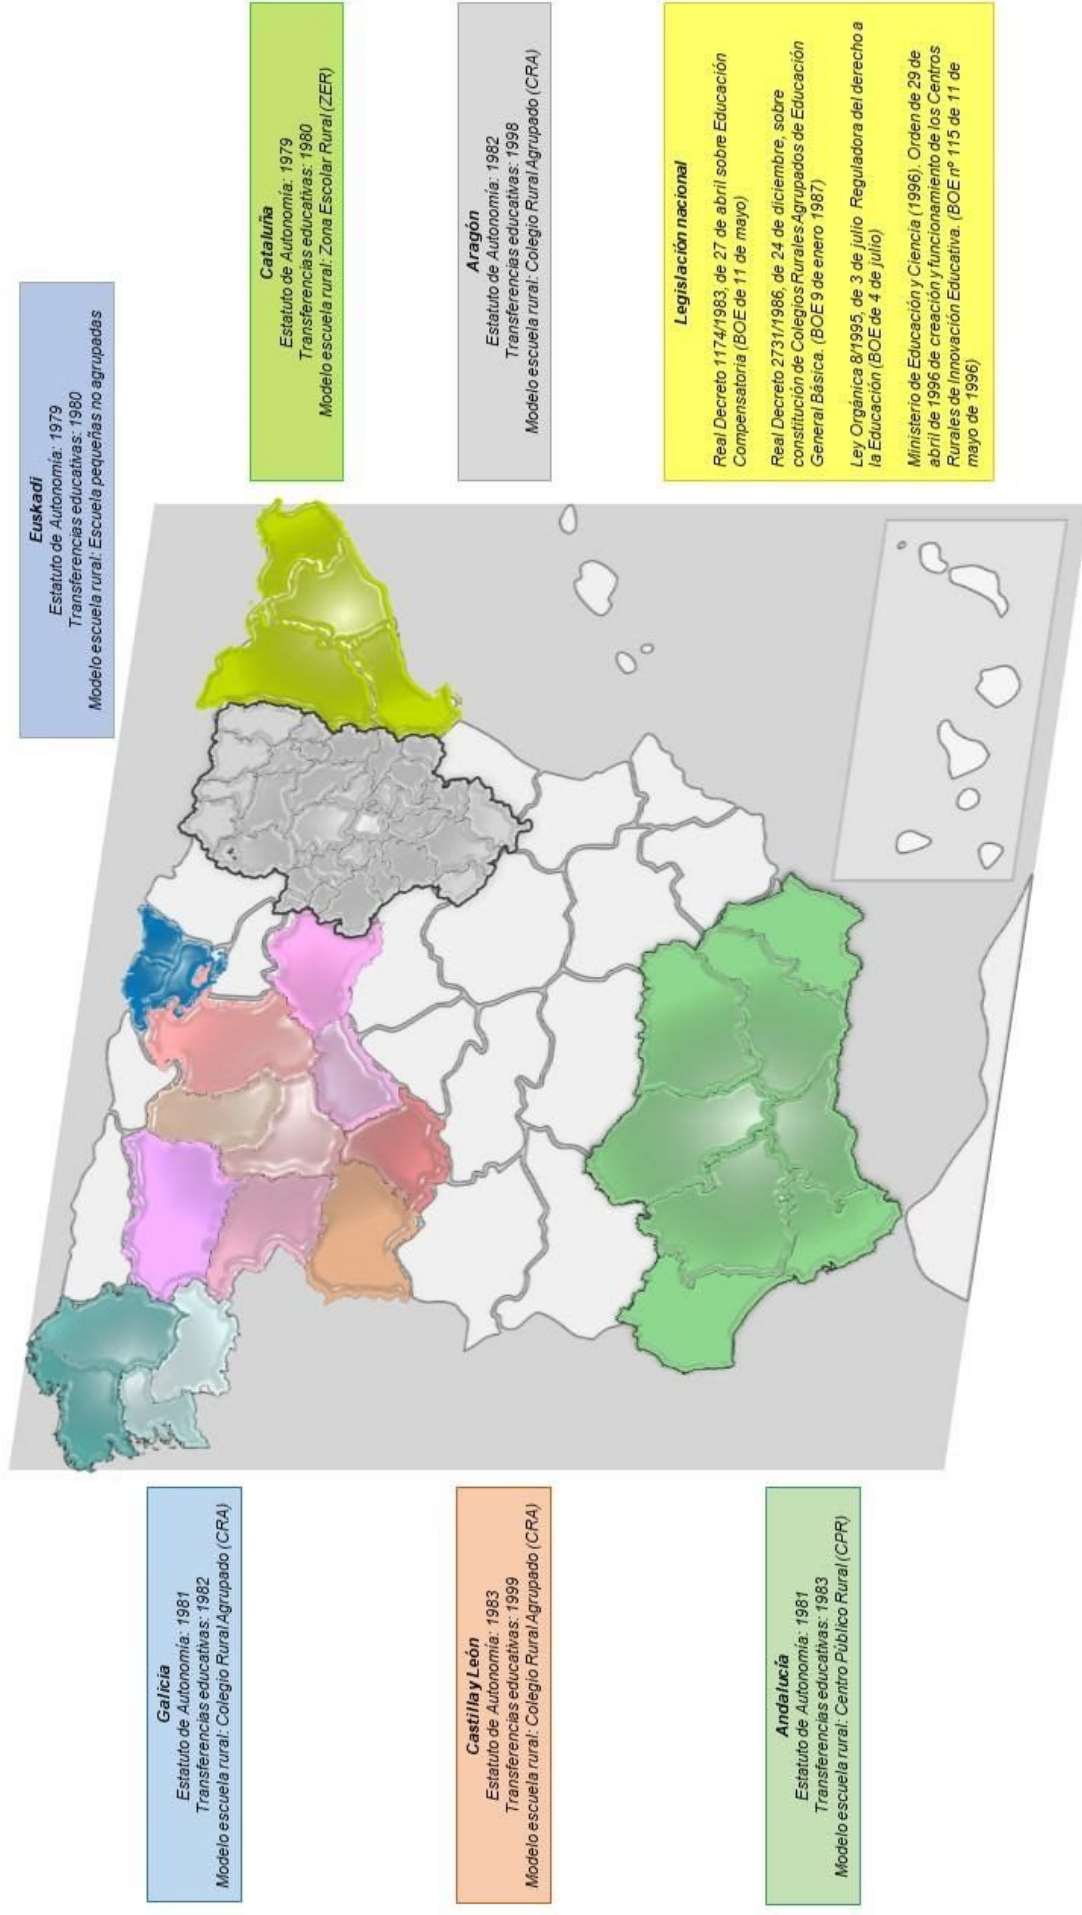 Euskadi
Estatuto de Autonomía: 1979
Transferencias educativas: 1980
Modelo escuela rural: Escuela pequeñas no agrupadas
Galicia
Estatuto de Autonomía: 1981
Transferencias educativas: 1982
Modelo escuela rural: Colegio Rural Agrupado (CRA)
Cataluña
Estatuto de Autonomía: 1979
Transferencias educativas: 1980
Modelo escuela rural: Zona Escolar Rural (ZER)
Castilla y León
Estatuto de Autonomía: 1983
Transferencias educativas: 1999
Modelo escuela rural: Colegio Rural Agrupado (CRA)
Aragón
Estatuto de Autonomía: 1982
Transferencias educativas: 1998
Modelo escuela rural: Colegio Rural Agrupado (CRA)
Andalucía
Estatuto de Autonomía: 1981
Transferencias educativas: 1983
Modelo escuela rural: Centro Público Rural (CPR)
Legislación nacional
Real Decreto 1174/1983, de 27 de abril sobre Educación
Compensatoria (BOE de 11 de mayo)
Real Decreto 2731/1986, de 24 de diciembre, sobre
constitución de Colegios Rurales Agrupados de Educación
General Básica. (BOE 9 de enero 1987)
Ley Orgánica 8/1995, de 3 de julio Reguladora del derecho a
la Educación (BOE de 4 de julio)
Ministerio de Educación y Ciencia (1996). Orden de 29 de
abril de 1996 de creación y funcionamiento de los Centros
Rurales de Innovación Educativa. (BOE nº 115 de 11 de
mayo de 1996)